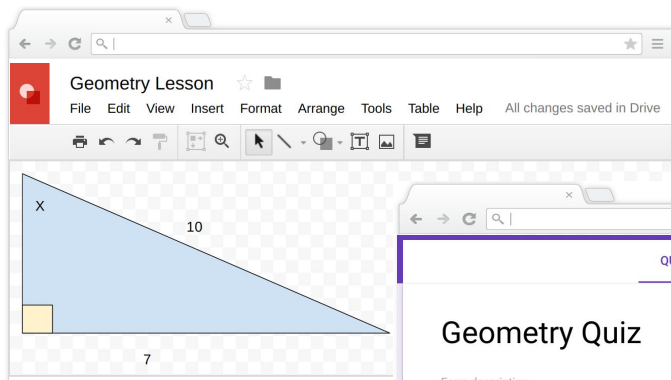 Geometry Lesson
File Edit View Insert Format Arrange Tools Table Help All changes saved in Drive
X
10
7
Geometry Quiz